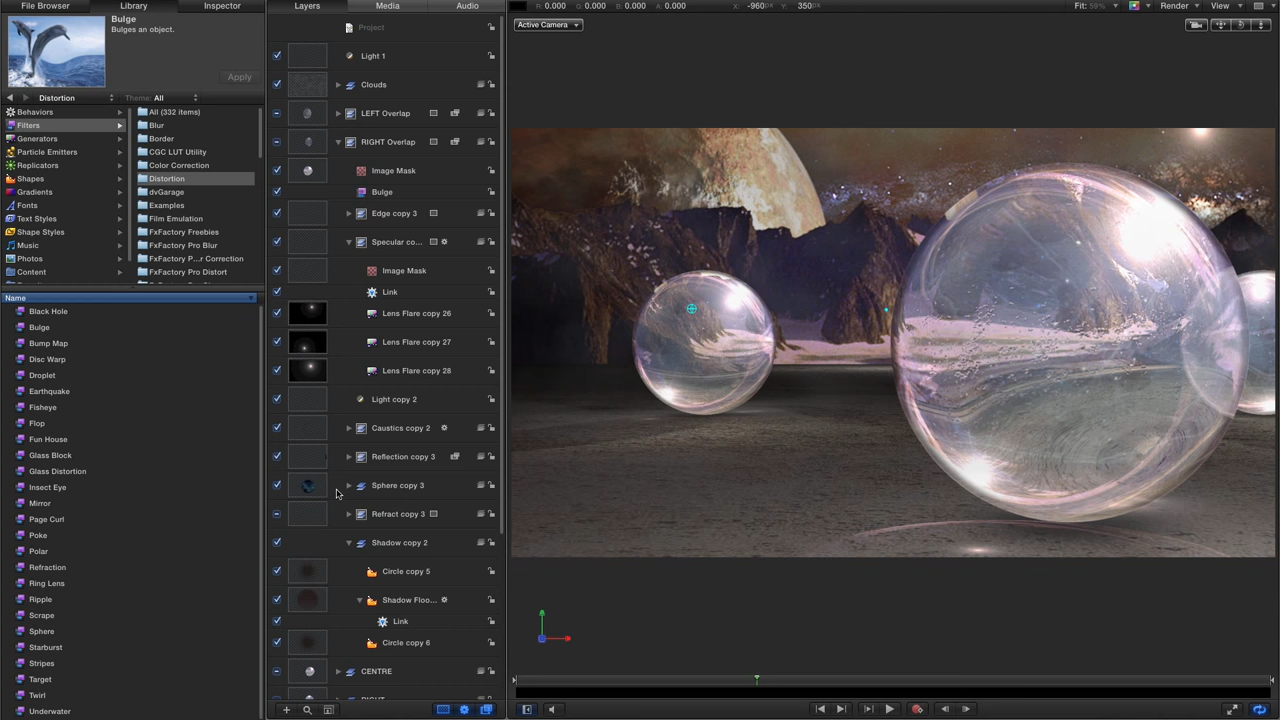 File Browser Library Inspector
Bulge
Bulges an object.
Apply
Distortion Theme: All
Behaviors
Filters
Generators
Particle Emitters
Replicators
Shapes
Gradients
Fonts
Text Styles
Shape Styles
Music
Photos
Content
All (332 items)
Blur
Border
CGC LUT Utility
Color Correction
Distortion
dvGarage
Examples
Film Emulation
FxFactory Freebies
FxFactory Pro Blur
FxFactory P...r Correction
FxFactory Pro Distort
Name
Black Hole
Bulge
Bump Map
Disc Warp
Droplet
Earthquake
Fisheye
Flop
Fun House
Glass Block
Glass Distortion
Insect Eye
Mirror
Page Curl
Poke
Polar
Refraction
Ring Lens
Ripple
Scrape
Sphere
Starburst
Stripes
Target
Twirl
Underwater
Layers Media Audio
Project
Light 1
Clouds
LEFT Overlap
RIGHT Overlap
Image Mask
Bulge
Edge copy 3
Specular co...
Image Mask
Link
Lens Flare copy 26
Lens Flare copy 27
Lens Flare copy 28
Light copy 2
Caustics copy 2
Reflection copy 3
Sphere copy 3
Refract copy 3
Shadow copy 2
Circle copy 5
Shadow Floo...
Link
Circle copy 6
CENTRE
R: 0.000 G: 0.000 B: 0.000 A: 0.000 X: -960px Y: 350px Fit: 59% Render View
Active Camera